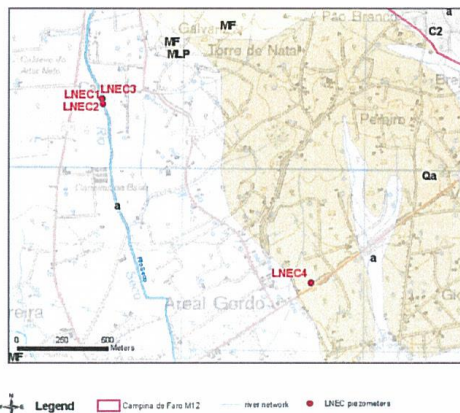 a
Pão Branco
MF
C2
Galvana
MF
Torre de Natal
MLP
LNEC3
LNEC1
LNEC2
Qa
a
a
LNEC4
Areal Gordo
0 250 500
Meters
MF
N
Legend
Campina de Faro M12
river network
LNEC piezometers